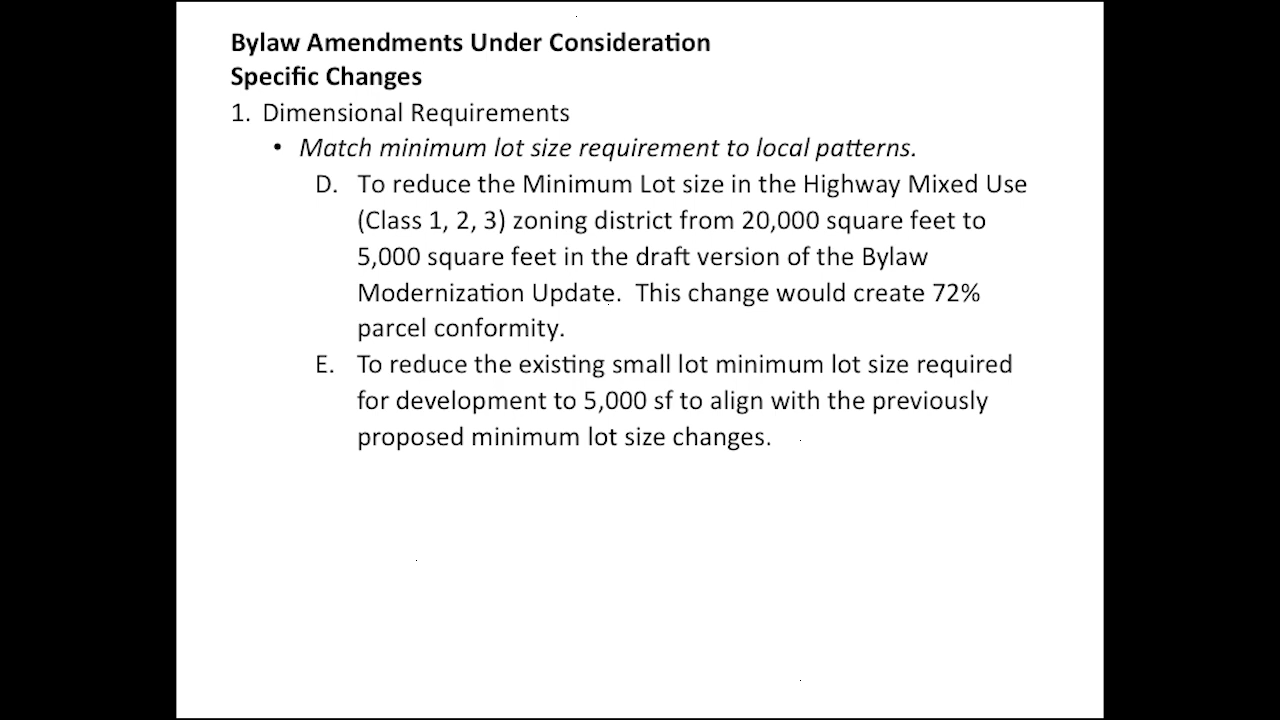 Bylaw Amendments Under Consideration
Specific Changes
1. Dimensional Requirements
• Match minimum lot size requirement to local patterns.
D. To reduce the Minimum Lot size in the Highway Mixed Use
(Class 1, 2, 3) zoning district from 20,000 square feet to
5,000 square feet in the draft version of the Bylaw
Modernization Update.  This change would create 72%
parcel conformity.
E. To reduce the existing small lot minimum lot size required
for development to 5,000 sf to align with the previously
proposed minimum lot size changes.